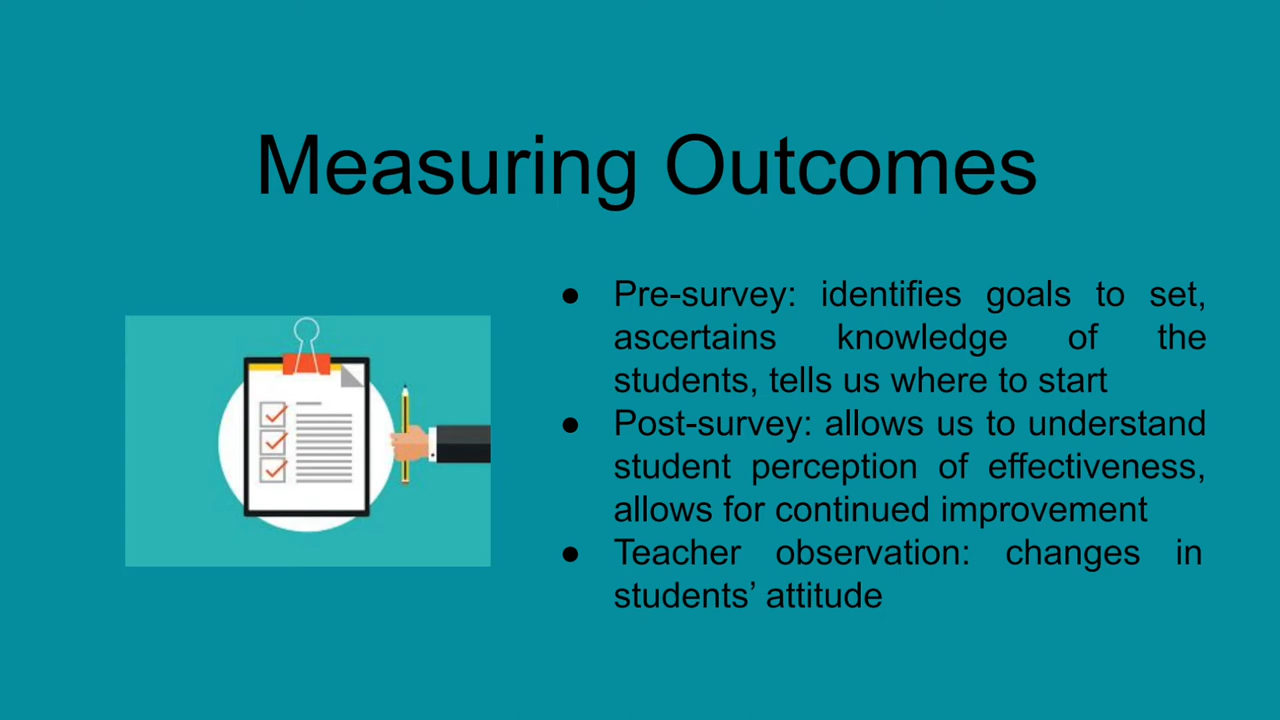 Measuring Outcomes
● Pre-survey: identifies goals to set,
ascertains knowledge of the
students, tells us where to start
● Post-survey: allows us to understand
student perception of effectiveness,
allows for continued improvement
● Teacher observation: changes in
students’ attitude